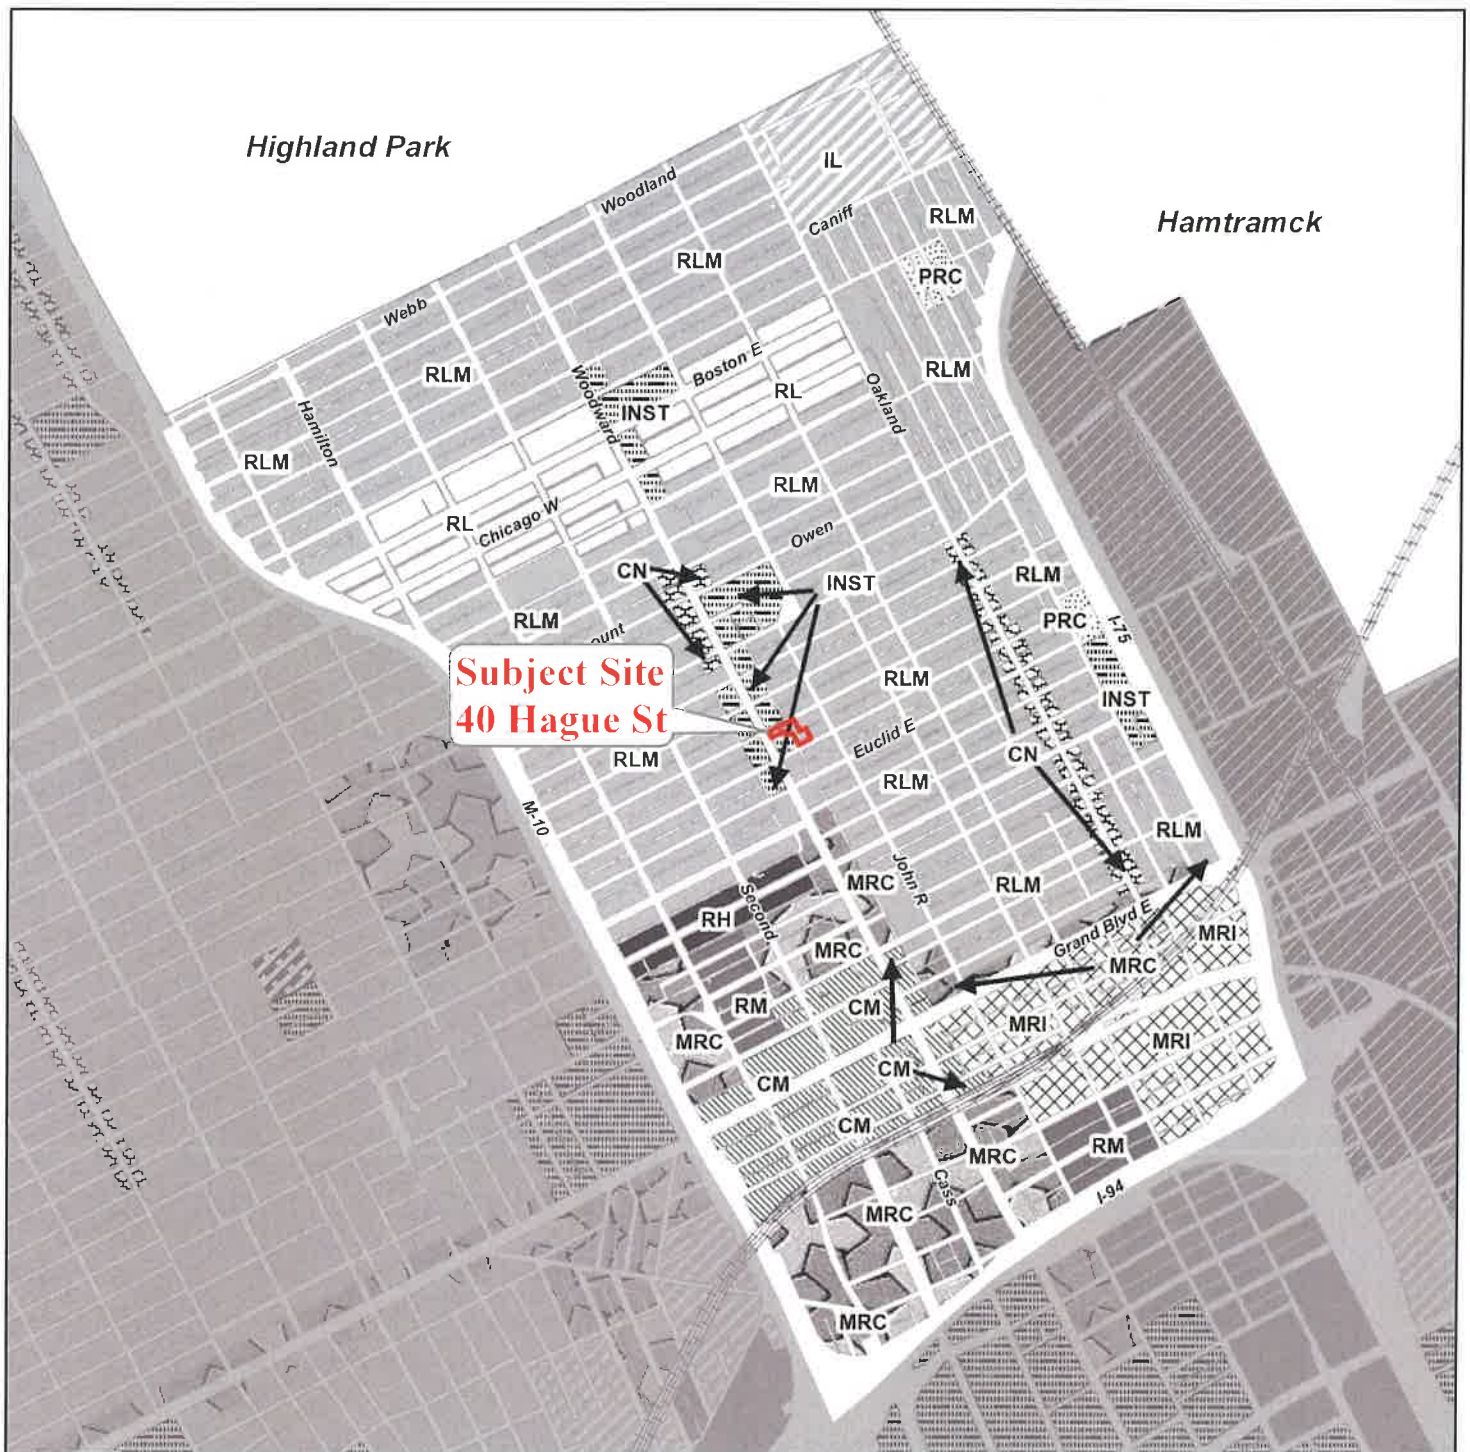 Highland Park
Hamtramck
IL
Woodland
Caniff
RLM
RLM
PRC
Webb
Boston E
RLM
Woodward
RLM
RL
Oakland
INST
Hamilton
RLM
RLM
RL
Chicago W
Owen
CN
INST
RLM
RLM
PRC
I-75
ount
Subject Site
40 Hague St
RLM
INST
Euclid E
RLM
CN
RLM
M-10
RLM
John R
MRC
RLM
Second
RH
Grand Blvd E
MRI
MRC
MRC
RM
CM
MRI
MRC
MRI
CM
CM
CM
RM
MRC
Cass
I-94
MRC
MRC